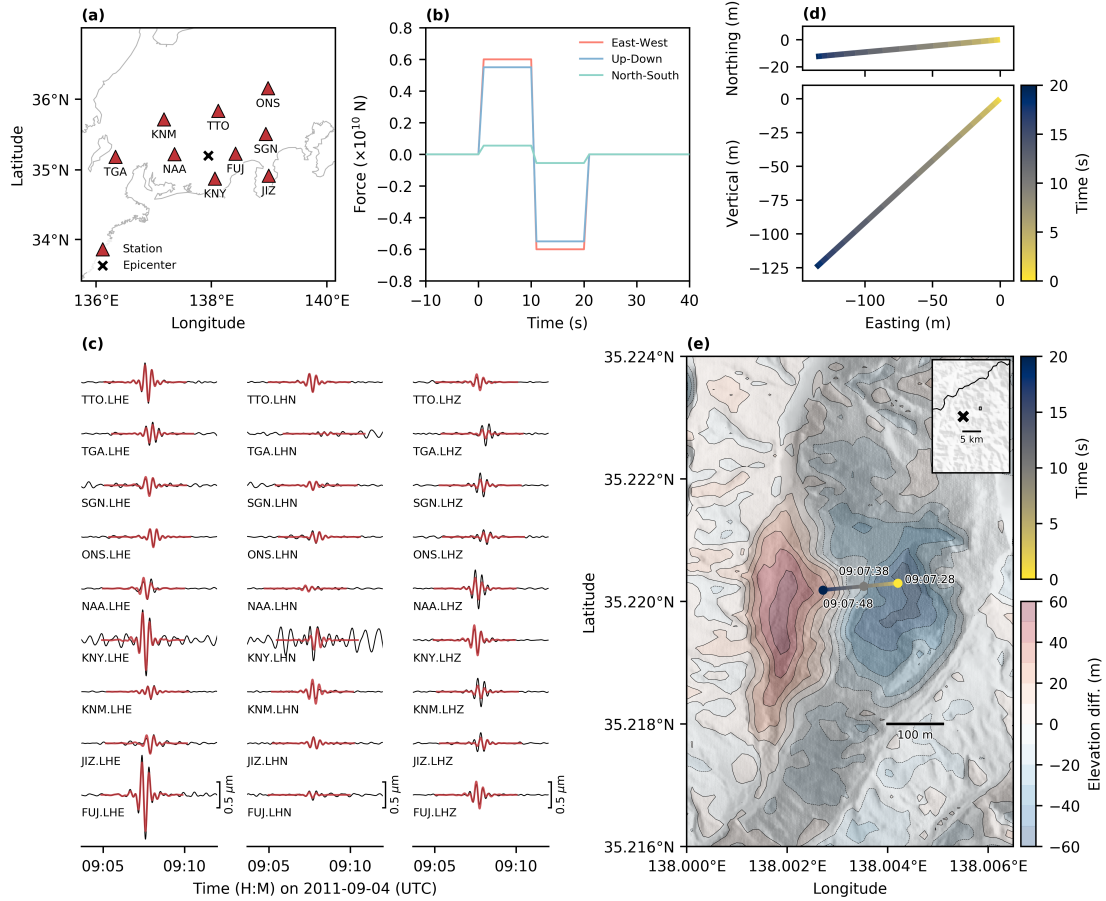 (a)
36°N
35°N
34°N
Latitude
ONS
TTO
KNM
SGN
TGA
NAA
FUJ
KNY
JIZ
Station
Epicenter
136°E
138°E
140°E
Longitude
(b)
0.8
0.6
0.4
0.2
0.0
−0.2
−0.4
−0.6
−0.8
Force (×10¹⁰ N)
East-West
Up-Down
North-South
−10
0
10
20
30
40
Time (s)
(d)
Northing (m)
0
−20
Vertical (m)
0
−25
−50
−75
−100
−125
−100
−50
0
Easting (m)
20
15
10
5
0
Time (s)
(c)
TTO.LHE
TTO.LHN
TTO.LHZ
TGA.LHE
TGA.LHN
TGA.LHZ
SGN.LHE
SGN.LHN
SGN.LHZ
ONS.LHE
ONS.LHN
ONS.LHZ
NAA.LHE
NAA.LHN
NAA.LHZ
KNY.LHE
KNY.LHN
KNY.LHZ
KNM.LHE
KNM.LHN
KNM.LHZ
JIZ.LHE
JIZ.LHN
JIZ.LHZ
FUJ.LHE
FUJ.LHN
FUJ.LHZ
0.5 μm
0.5 μm
0.5 μm
09:05
09:10
09:05
09:10
09:05
09:10
Time (H:M) on 2011-09-04 (UTC)
(e)
35.224°N
35.222°N
35.220°N
35.218°N
35.216°N
Latitude
5 km
09:07:38
09:07:28
09:07:48
100 m
138.000°E
138.002°E
138.004°E
138.006°E
Longitude
20
15
10
5
0
Time (s)
60
40
20
0
−20
−40
−60
Elevation diff. (m)